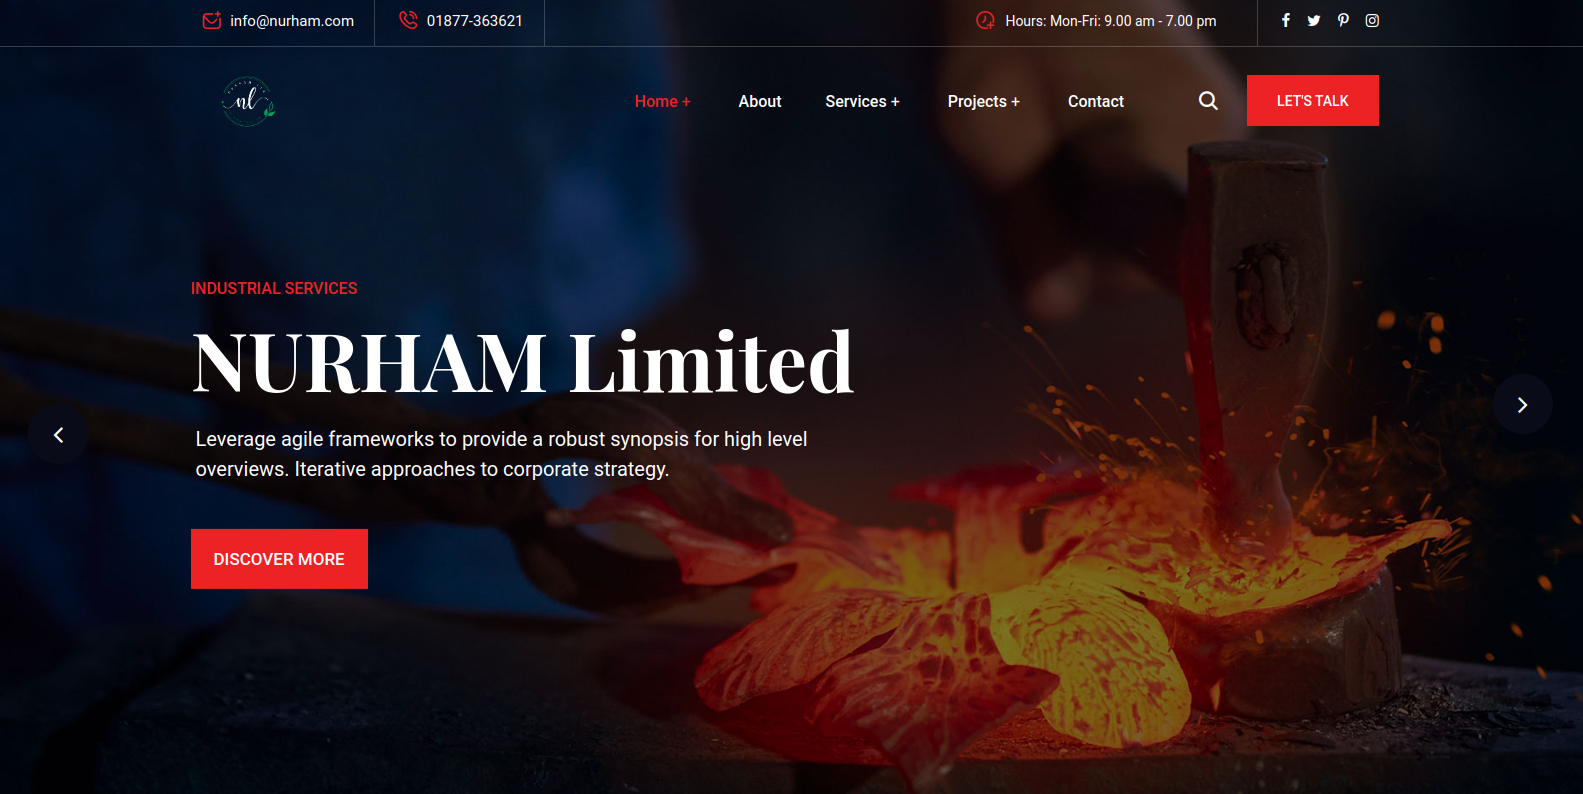 info@nurham.com
01877-363621
Hours: Mon-Fri: 9.00 am - 7.00 pm
nl
Home +
About
Services +
Projects +
Contact
LET'S TALK
INDUSTRIAL SERVICES
NURHAM Limited
Leverage agile frameworks to provide a robust synopsis for high level
overviews. Iterative approaches to corporate strategy.
DISCOVER MORE